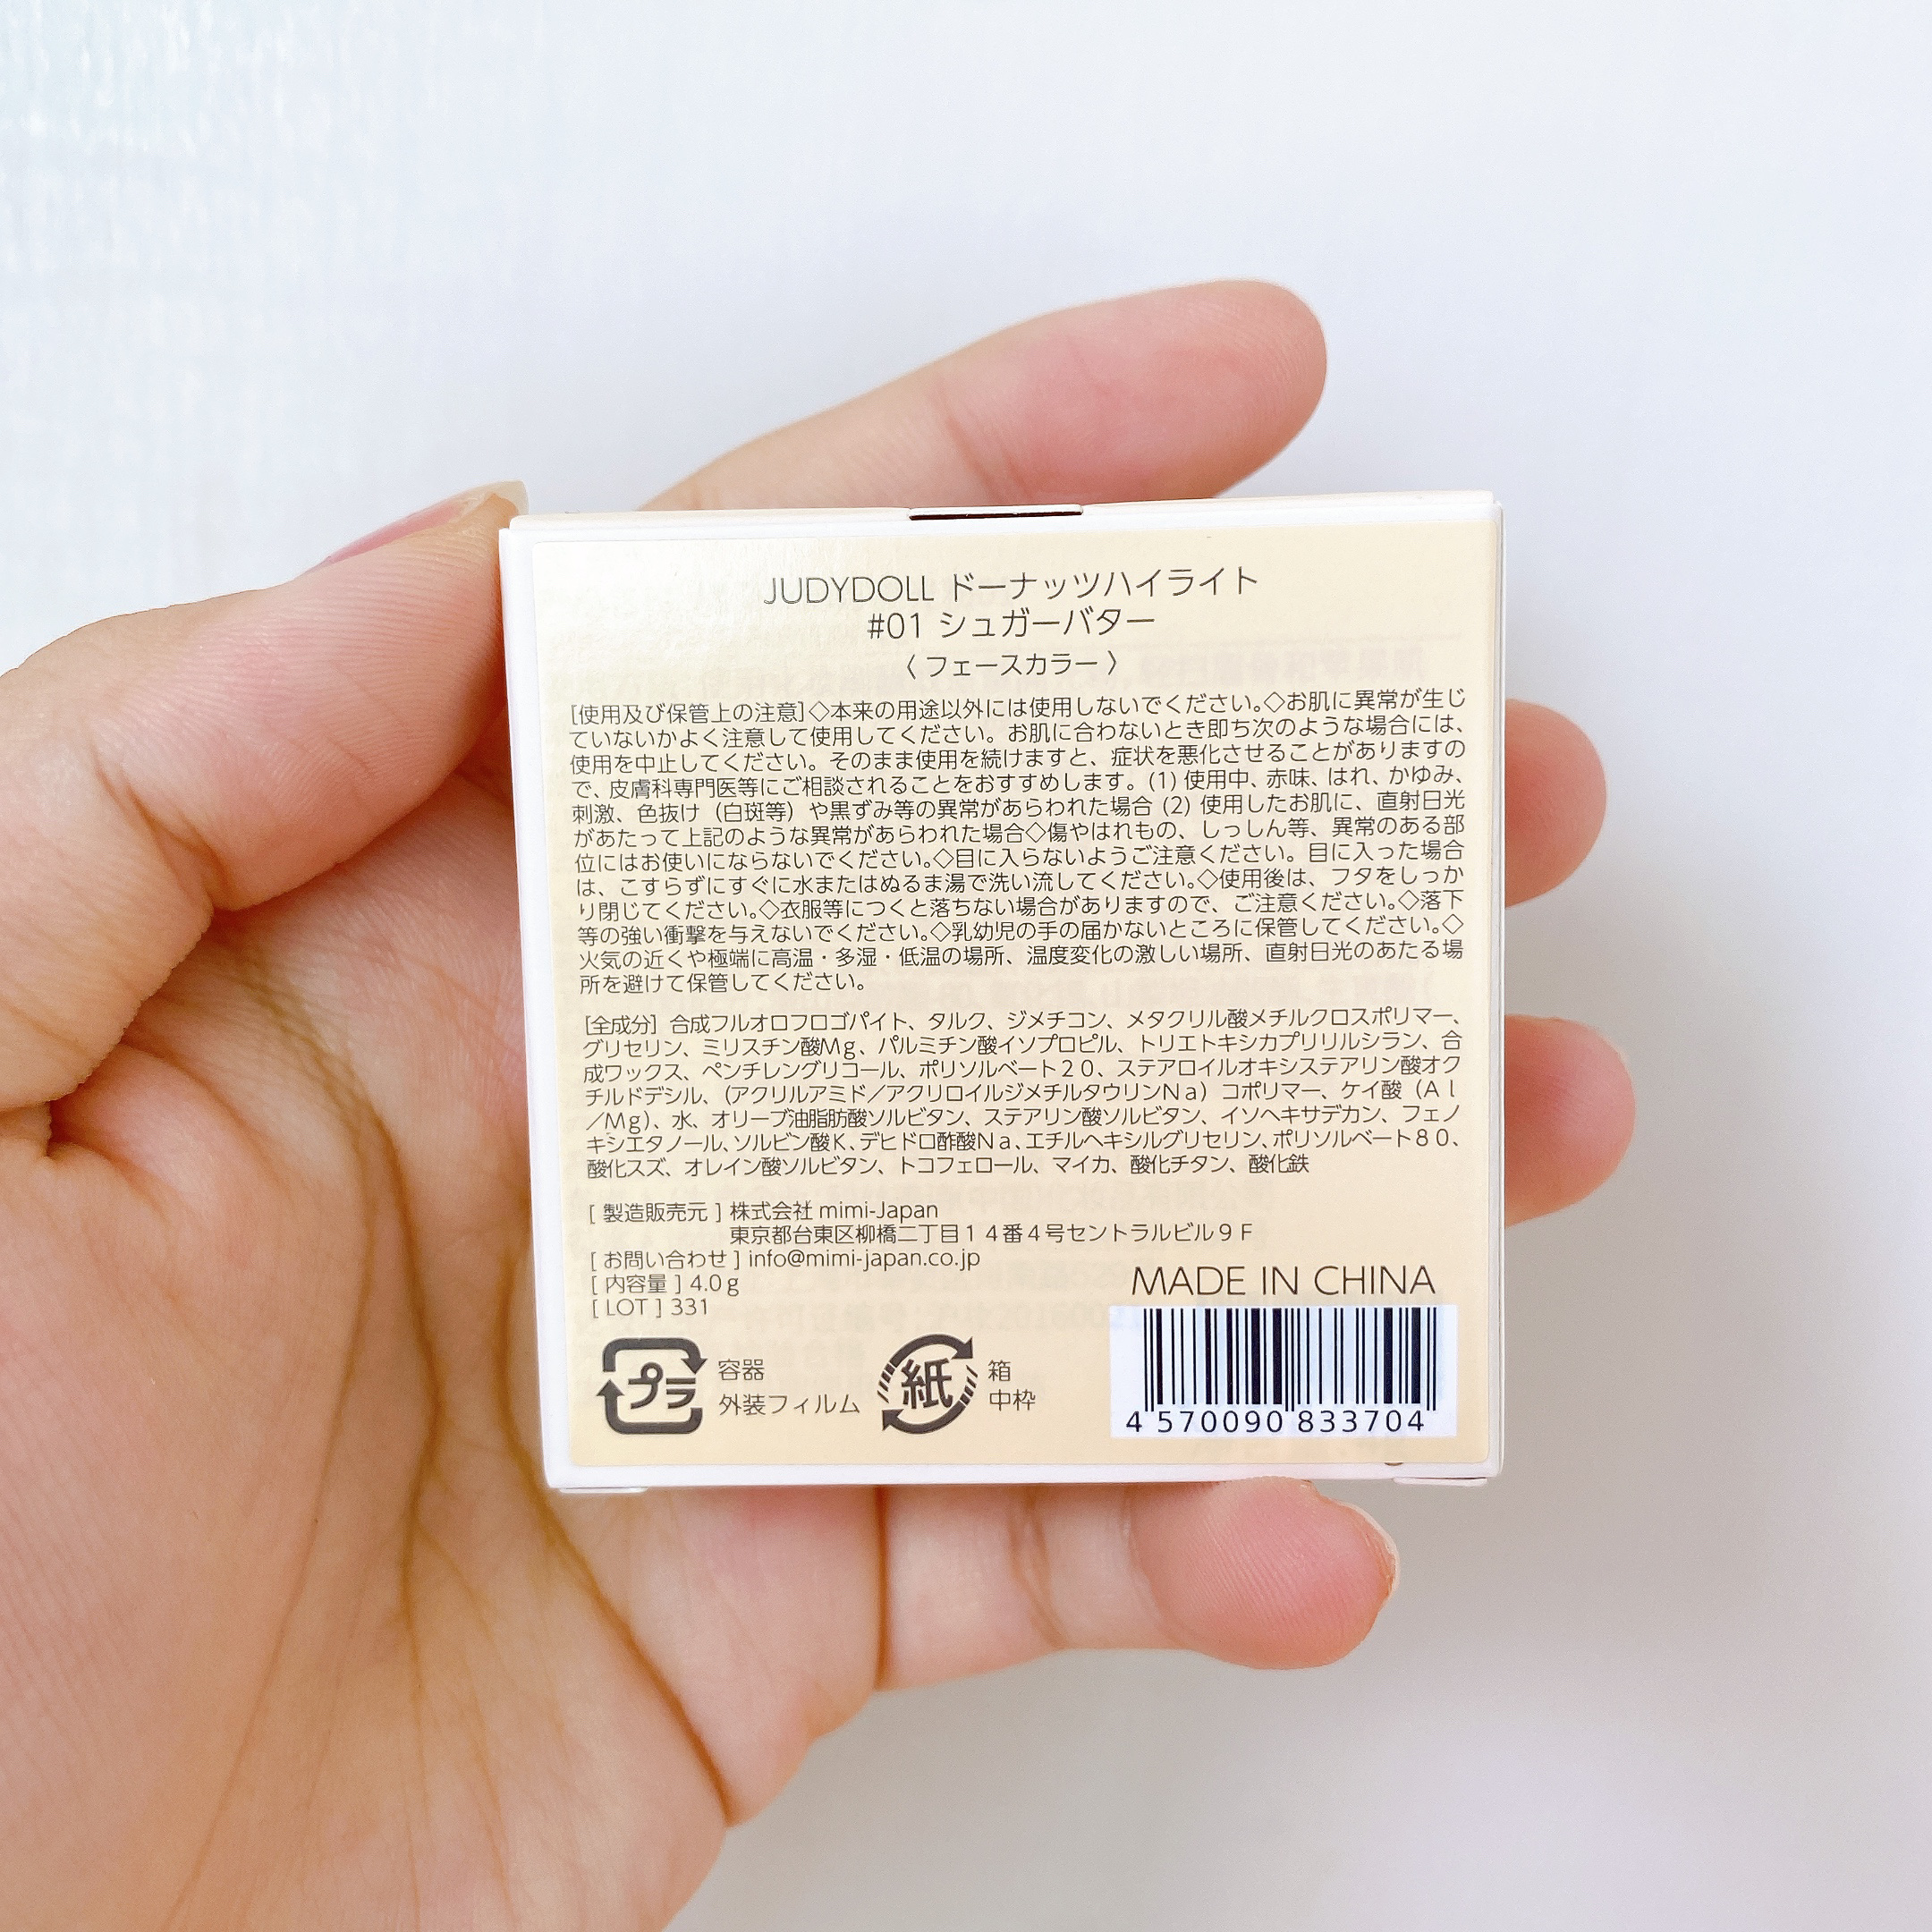 JUDYDOLL ドーナッツハイライト
#01 シュガーバター
〈フェースカラー〉
[使用及び保管上の注意]◇本来の用途以外には使用しないでください。◇お肌に異常が生じ
ていないかよく注意して使用してください。お肌に合わないとき即ち次のような場合には、
使用を中止してください。そのまま使用を続けますと、症状を悪化させることがありますの
で、皮膚科専門医等にご相談されることをおすすめします。(1) 使用中、赤味、はれ、かゆみ、
刺激、色抜け（白斑等）や黒ずみ等の異常があらわれた場合 (2) 使用したお肌に、直射日光
があたって上記のような異常があらわれた場合◇傷やはれもの、しっしん等、異常のある部
位にはお使いにならないでください。◇目に入らないようご注意ください。目に入った場合
は、こすらずにすぐに水またはぬるま湯で洗い流してください。◇使用後は、フタをしっか
り閉じてください。◇衣服等につくと落ちない場合がありますので、ご注意ください。◇落下
等の強い衝撃を与えないでください。◇乳幼児の手の届かないところに保管してください。◇
火気の近くや極端に高温・多湿・低温の場所、温度変化の激しい場所、直射日光のあたる場
所を避けて保管してください。
[全成分] 合成フルオロフロゴパイト、タルク、ジメチコン、メタクリル酸メチルクロスポリマー、
グリセリン、ミリスチン酸Mg、パルミチン酸イソプロピル、トリエトキシカプリリルシラン、合
成ワックス、ペンチレングリコール、ポリソルベート２０、ステアロイルオキシステアリン酸オク
チルドデシル、（アクリルアミド／アクリロイルジメチルタウリンＮａ）コポリマー、ケイ酸（Ａｌ
／Ｍｇ）、水、オリーブ油脂肪酸ソルビタン、ステアリン酸ソルビタン、イソヘキサデカン、フェノ
キシエタノール、ソルビン酸Ｋ、デヒドロ酢酸Ｎａ、エチルヘキシルグリセリン、ポリソルベート８０、
酸化スズ、オレイン酸ソルビタン、トコフェロール、マイカ、酸化チタン、酸化鉄
[ 製造販売元 ] 株式会社 mimi-Japan
東京都台東区柳橋二丁目１４番４号セントラルビル９Ｆ
[ お問い合わせ ] info@mimi-japan.co.jp
[ 内容量 ] 4.0ｇ
[ LOT ] 331
MADE IN CHINA
プラ
容器
外装フィルム
紙
箱
中枠
4 570090 833704